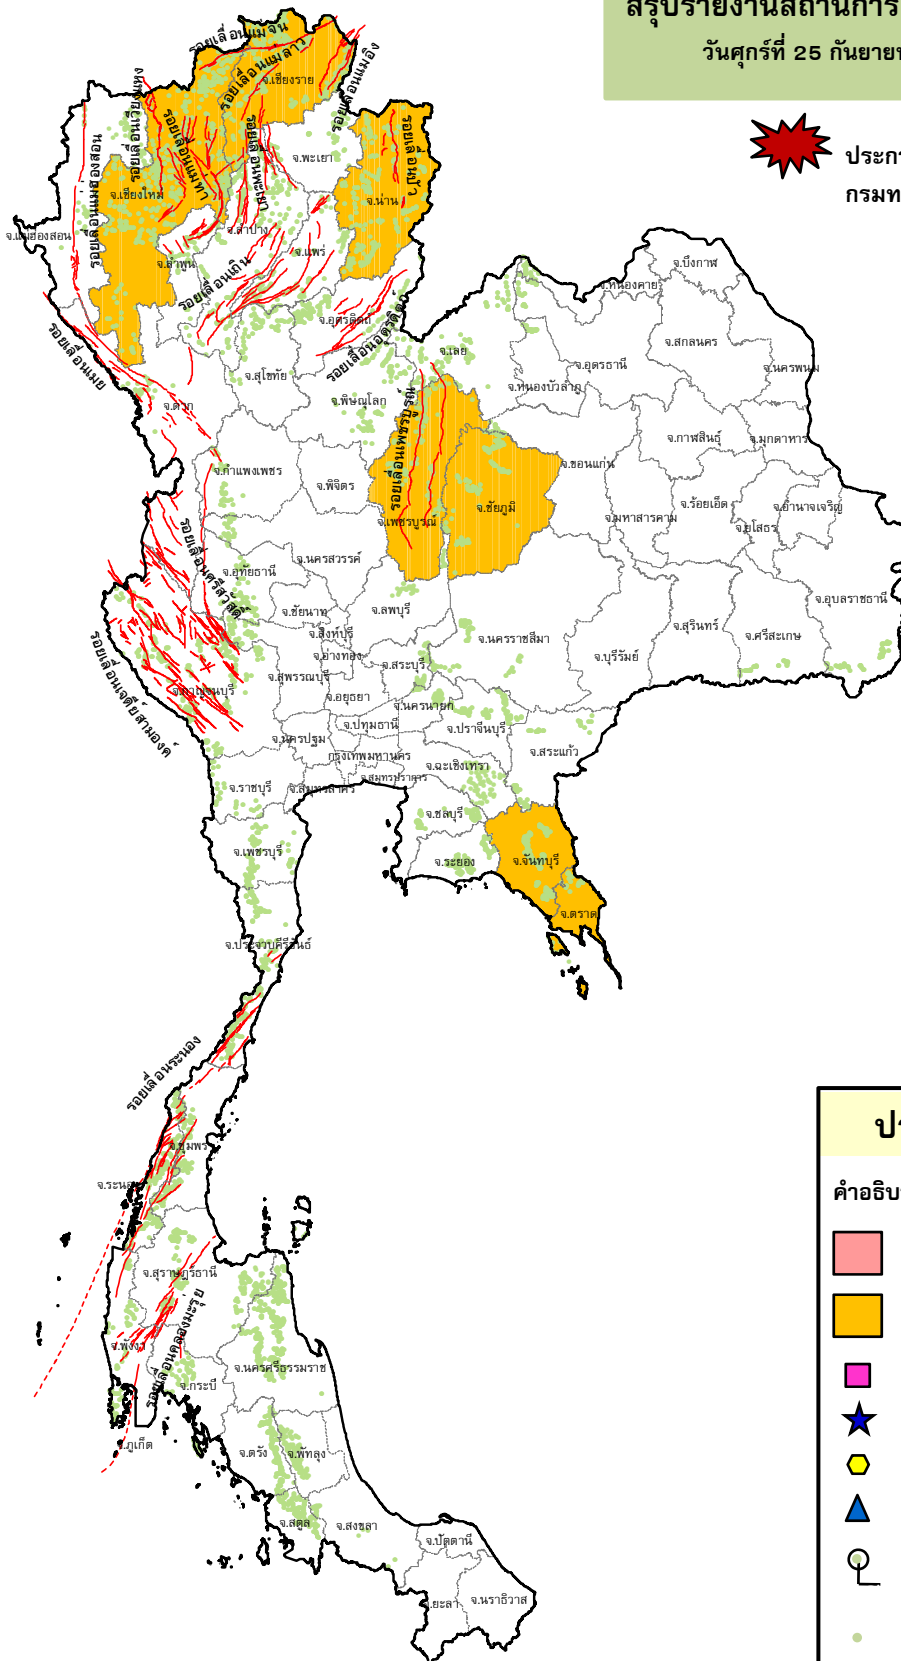 สรุปรายงานสถานการ
วันศุกร์ที่ 25 กันยาย
ประก
กรมท
รอยเลื่อนแม่จัน
รอยเลื่อนแม่ลาว
รอยเลื่อนแม่อิง
จ.เชียงราย
รอยเลื่อนเวียงแหง
รอยเลื่อนแม่ทา
รอยเลื่อนพะเยา
รอยเลื่อนปัว
รอยเลื่อนแม่ฮ่องสอน
จ.พะเยา
จ.เชียงใหม่
จ.น่าน
จ.แม่ฮ่องสอน
จ.ลำปาง
จ.แพร่
จ.ลำพูน
รอยเลื่อนเถิน
จ.บึงกาฬ
จ.หนองคาย
จ.อุตรดิตถ์
รอยเลื่อนอุตรดิตถ์
รอยเลื่อนเมย
จ.สกลนคร
จ.เลย
จ.อุดรธานี
จ.นครพนม
จ.สุโขทัย
จ.หนองบัวลำภู
จ.ตาก
จ.พิษณุโลก
รอยเลื่อนเพชรบูรณ์
จ.กาฬสินธุ์
จ.มุกดาหาร
จ.กำแพงเพชร
จ.ขอนแก่น
จ.พิจิตร
จ.เพชรบูรณ์
จ.ชัยภูมิ
จ.มหาสารคาม
จ.ร้อยเอ็ด
จ.ยโสธร
จ.อำนาจเจริญ
รอยเลื่อนศรีสวัสดิ์
จ.อุทัยธานี
จ.นครสวรรค์
จ.ชัยนาท
จ.ลพบุรี
จ.อุบลราชธานี
จ.สิงห์บุรี
จ.นครราชสีมา
จ.สุรินทร์
จ.ศรีสะเกษ
จ.อ่างทอง
จ.สระบุรี
จ.บุรีรัมย์
จ.สุพรรณบุรี
รอยเลื่อนเจดีย์สามองค์
จ.กาญจนบุรี
จ.อยุธยา
จ.นครนายก
จ.ปทุมธานี
จ.ปราจีนบุรี
จ.นครปฐม
กรุงเทพมหานคร
จ.สระแก้ว
จ.ฉะเชิงเทรา
จ.สมุทรปราการ
จ.ราชบุรี
จ.สมุทรสาคร
จ.ชลบุรี
จ.เพชรบุรี
จ.ระยอง
จ.จันทบุรี
จ.ตราด
จ.ประจวบคีรีขันธ์
รอยเลื่อนระนอง
จ.ชุมพร
จ.ระนอง
จ.สุราษฎร์ธานี
รอยเลื่อนคลองมะรุ่ย
จ.พังงา
จ.นครศรีธรรมราช
จ.กระบี่
จ.ภูเก็ต
จ.ตรัง
จ.พัทลุง
จ.สตูล
จ.สงขลา
จ.ปัตตานี
จ.ยะลา
จ.นราธิวาส
ปร
คำอธิบ